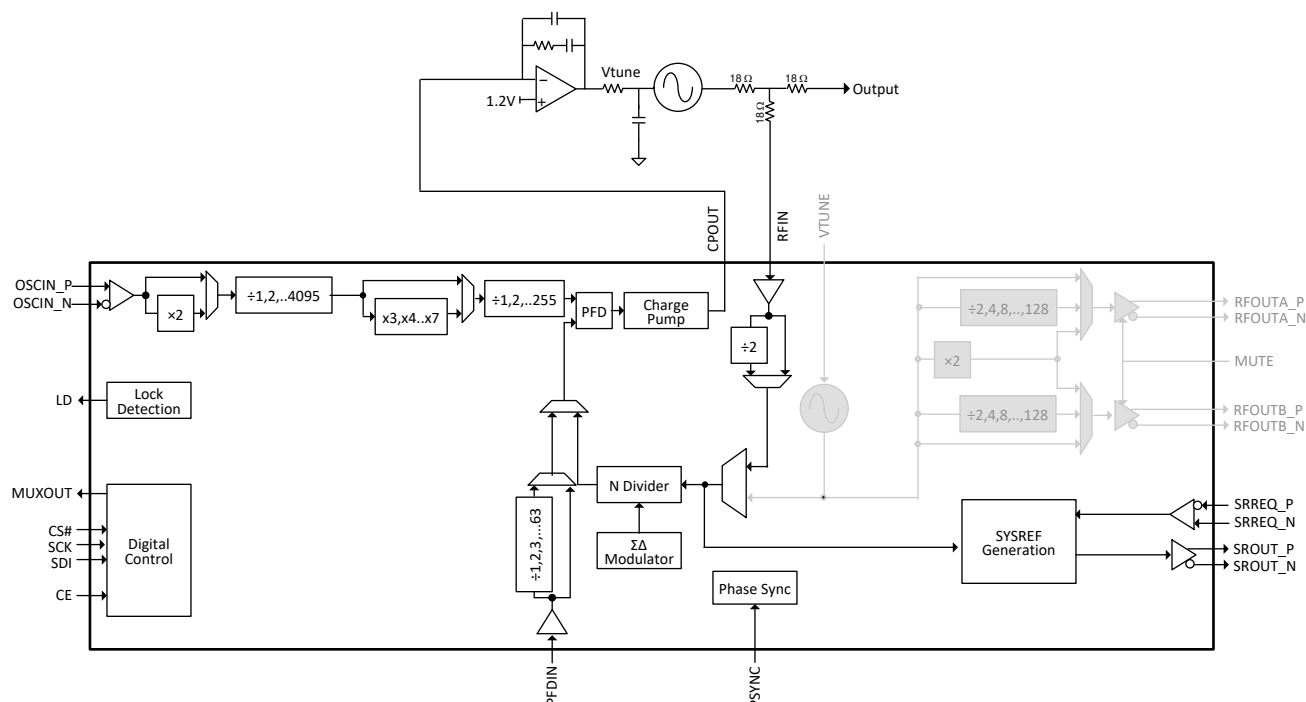 Vtune
1.2V
−
+
18 Ω
18 Ω
18 Ω
Output
CPOUT
RFIN
VTUNE
OSCIN_P
OSCIN_N
×2
÷1,2,..4095
x3,x4..x7
÷1,2,..255
PFD
Charge
Pump
÷2
÷2,4,8,..,128
×2
÷2,4,8,..,128
RFOUTA_P
RFOUTA_N
MUTE
RFOUTB_P
RFOUTB_N
LD
Lock
Detection
MUXOUT
CS#
SCK
SDI
CE
Digital
Control
÷1,2,3,...63
N Divider
ΣΔ
Modulator
Phase Sync
SYSREF
Generation
SRREQ_P
SRREQ_N
SROUT_P
SROUT_N
PFDIN
PSYNC